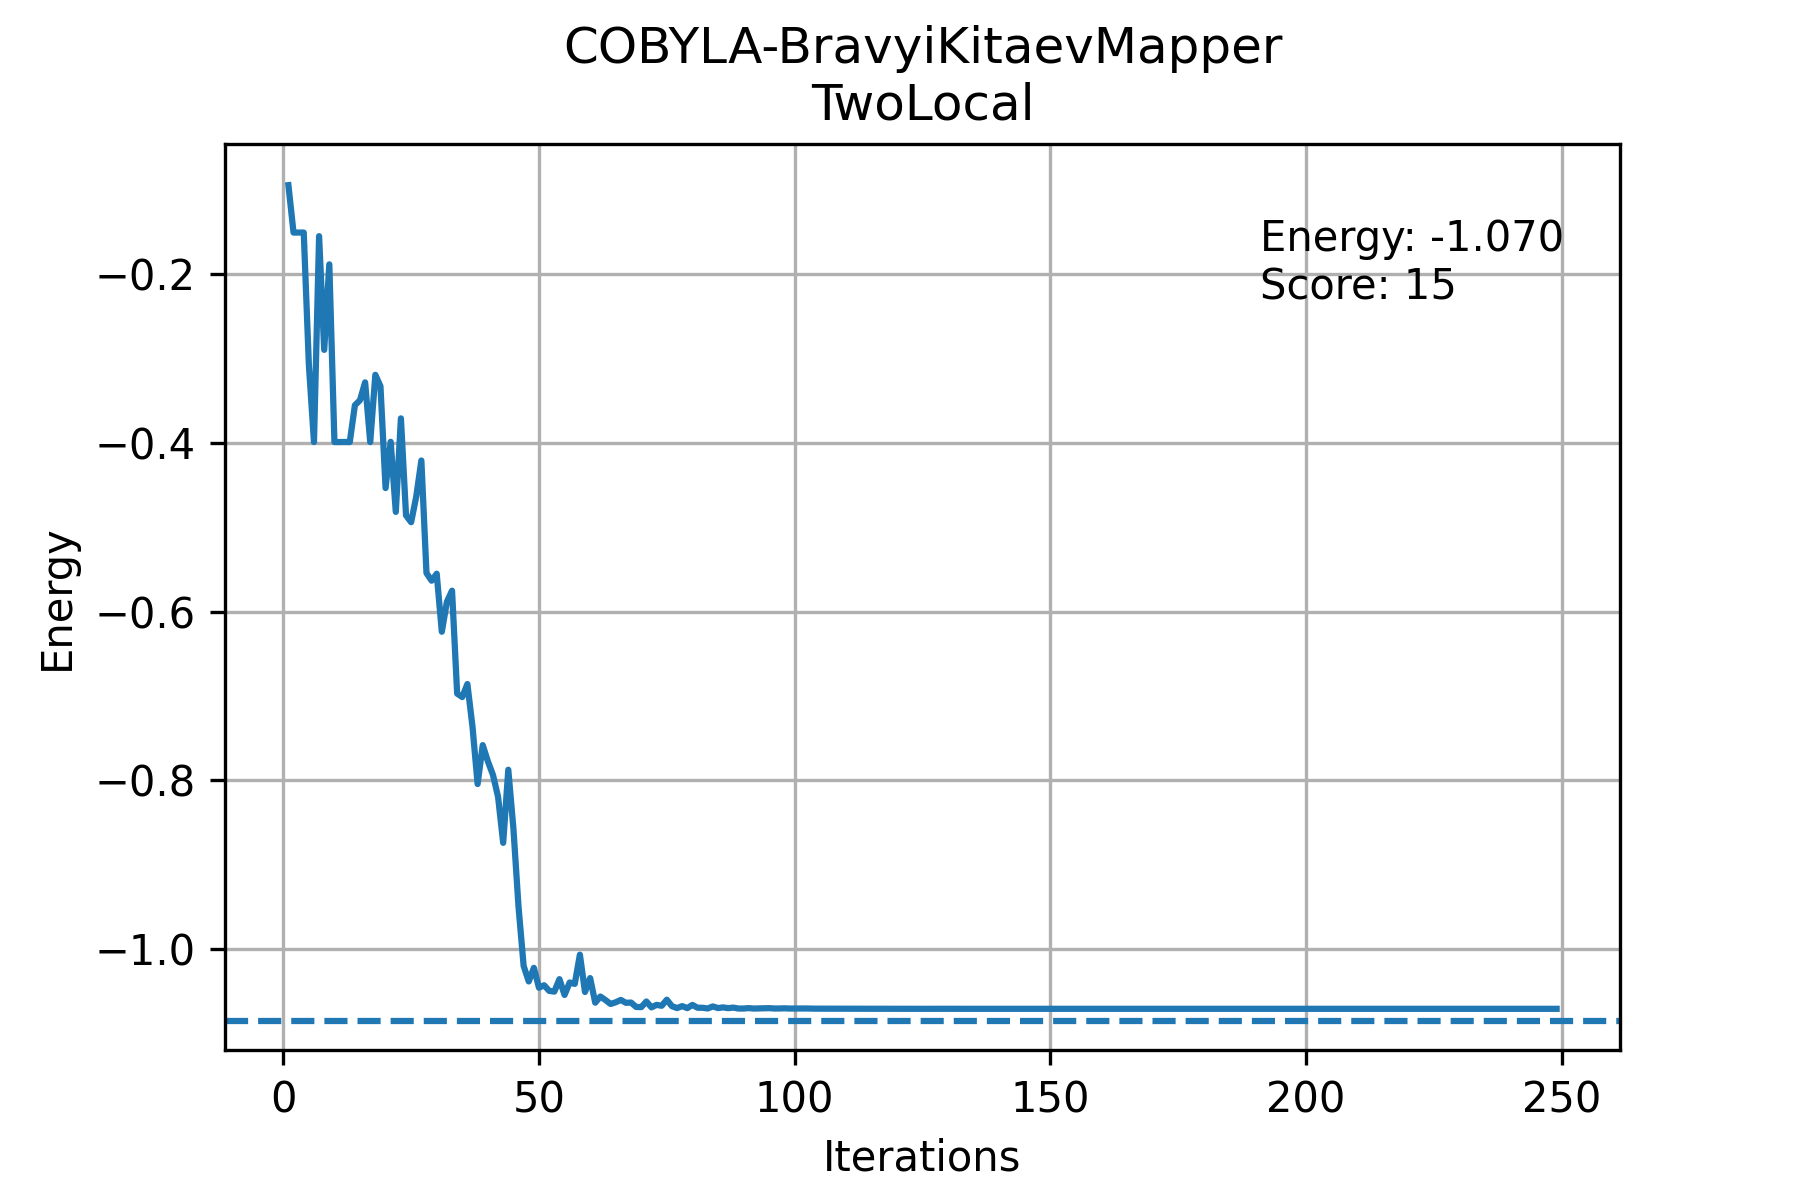 COBYLA-BravyiKitaevMapper
TwoLocal
Energy: -1.070
Score: 15
−0.2
−0.4
−0.6
−0.8
−1.0
Energy
0 50 100 150 200 250
Iterations